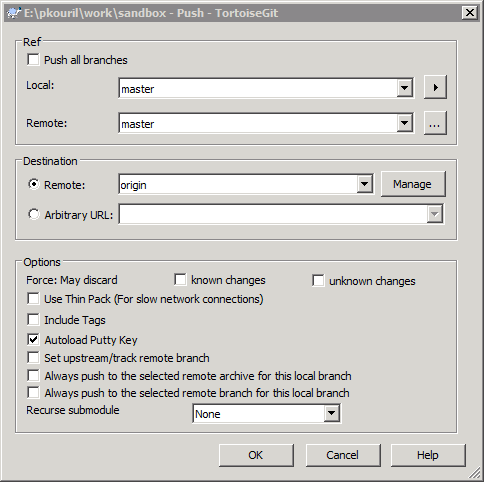 E:\pkouril\work\sandbox - Push - TortoiseGit
Ref
Push all branches
Local: master
Remote: master ...
Destination
Remote: origin Manage
Arbitrary URL:
Options
Force: May discard known changes unknown changes
Use Thin Pack (For slow network connections)
Include Tags
Autoload Putty Key
Set upstream/track remote branch
Always push to the selected remote archive for this local branch
Always push to the selected remote branch for this local branch
Recurse submodule None
OK Cancel Help